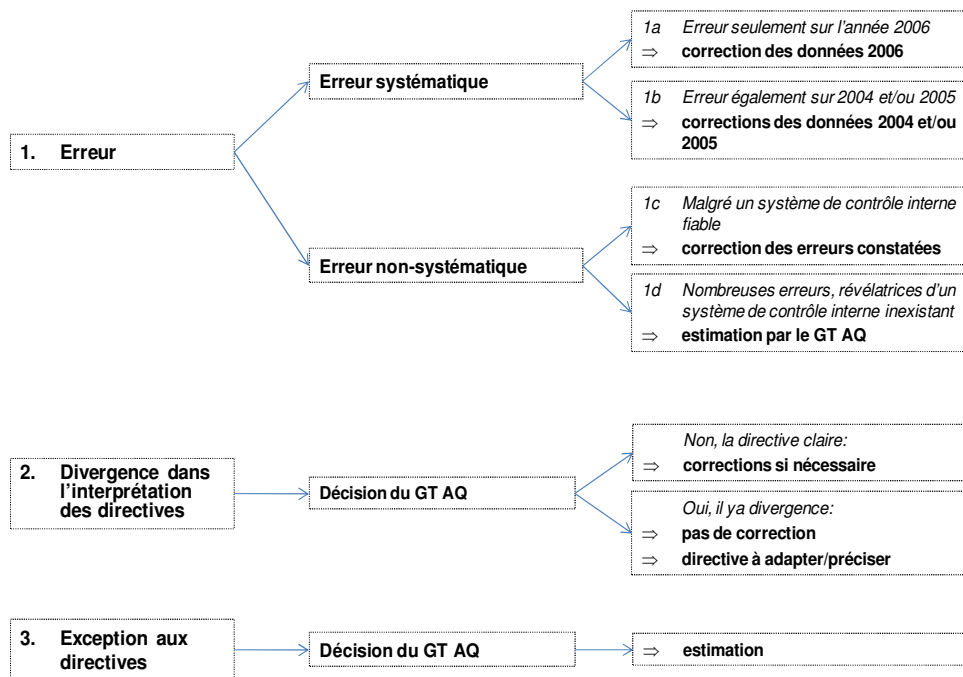 1a Erreur seulement sur l'année 2006
⇒ correction des données 2006
Erreur systématique
1b Erreur également sur 2004 et/ou 2005
⇒ corrections des données 2004 et/ou
2005
1. Erreur
1c Malgré un système de contrôle interne
fiable
⇒ correction des erreurs constatées
Erreur non-systématique
1d Nombreuses erreurs, révélatrices d'un
système de contrôle interne inexistant
⇒ estimation par le GT AQ
2. Divergence dans
l'interprétation
des directives
Décision du GT AQ
Non, la directive claire:
⇒ corrections si nécessaire
Oui, il ya divergence:
⇒ pas de correction
⇒ directive à adapter/préciser
3. Exception aux
directives
Décision du GT AQ
⇒ estimation